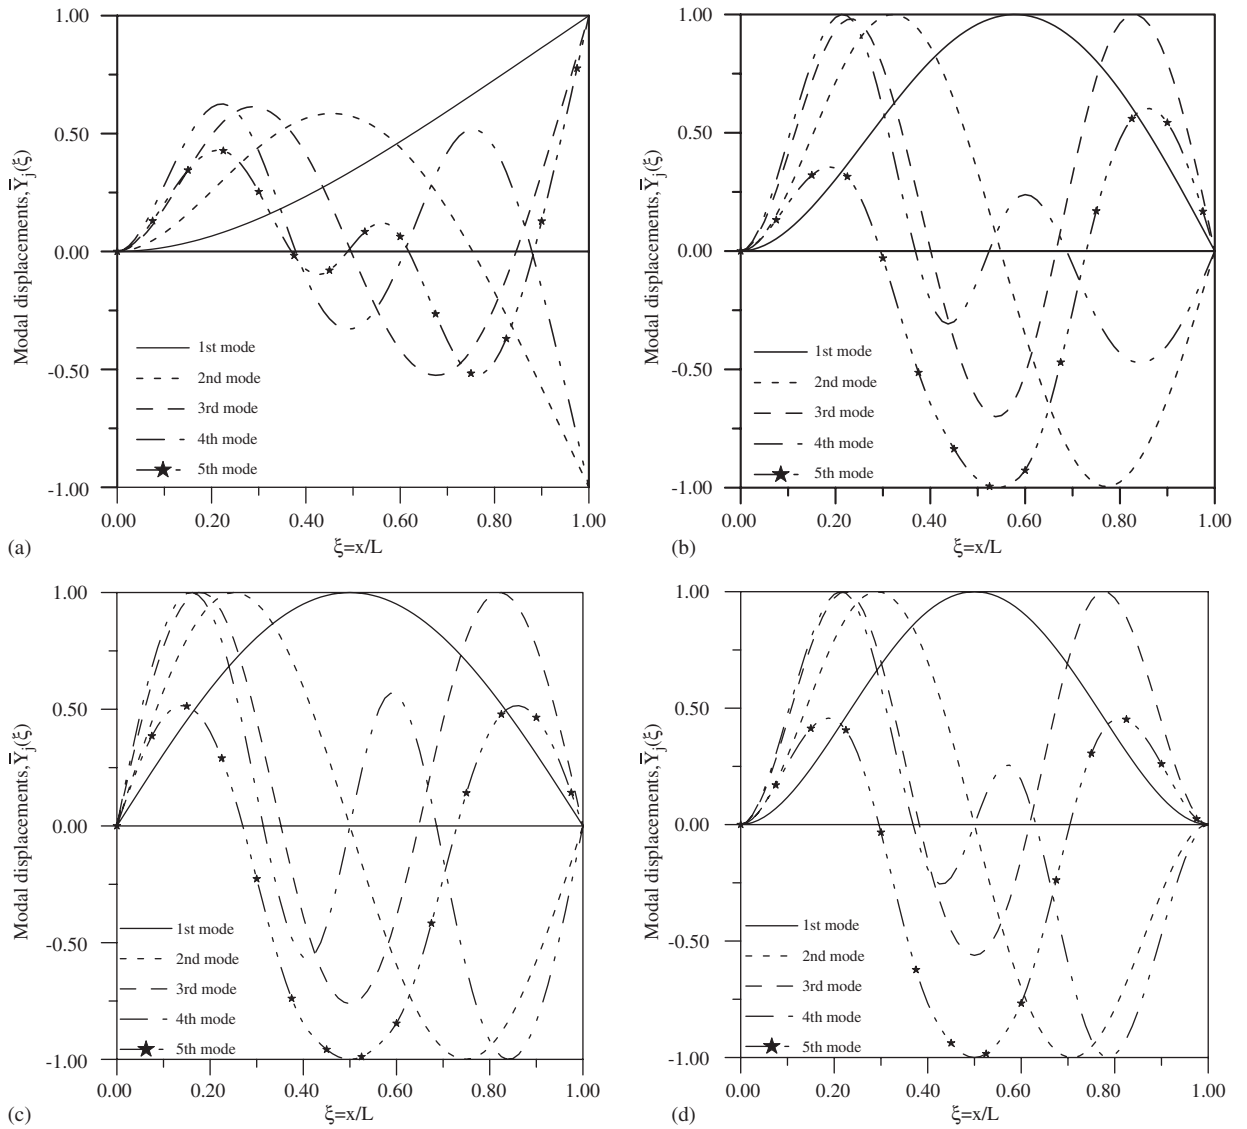 1.00
0.50
0.00
-0.50
-1.00
Modal displacements, Y̅j(ξ)
1st mode
2nd mode
3rd mode
4th mode
5th mode
0.00 0.20 0.40 0.60 0.80 1.00
(a) ξ=x/L
1.00
0.50
0.00
-0.50
-1.00
Modal displacements, Y̅j(ξ)
1st mode
2nd mode
3rd mode
4th mode
5th mode
0.00 0.20 0.40 0.60 0.80 1.00
(b) ξ=x/L
1.00
0.50
0.00
-0.50
-1.00
Modal displacements, Y̅j(ξ)
1st mode
2nd mode
3rd mode
4th mode
5th mode
0.00 0.20 0.40 0.60 0.80 1.00
(c) ξ=x/L
1.00
0.50
0.00
-0.50
-1.00
Modal displacements, Y̅j(ξ)
1st mode
2nd mode
3rd mode
4th mode
5th mode
0.00 0.20 0.40 0.60 0.80 1.00
(d) ξ=x/L